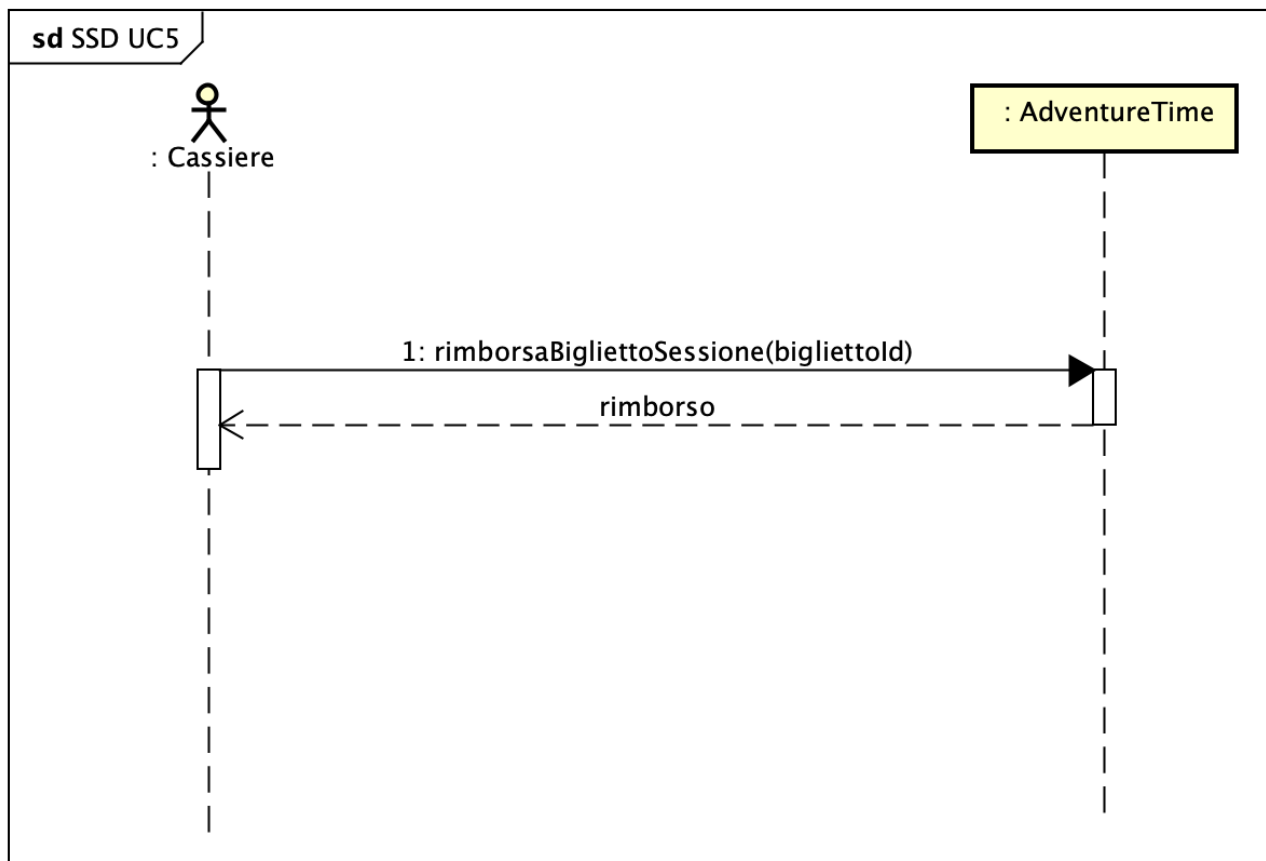 sd SSD UC5
: Cassiere
: AdventureTime
1: rimborsaBigliettoSessione(bigliettoId)
rimborso